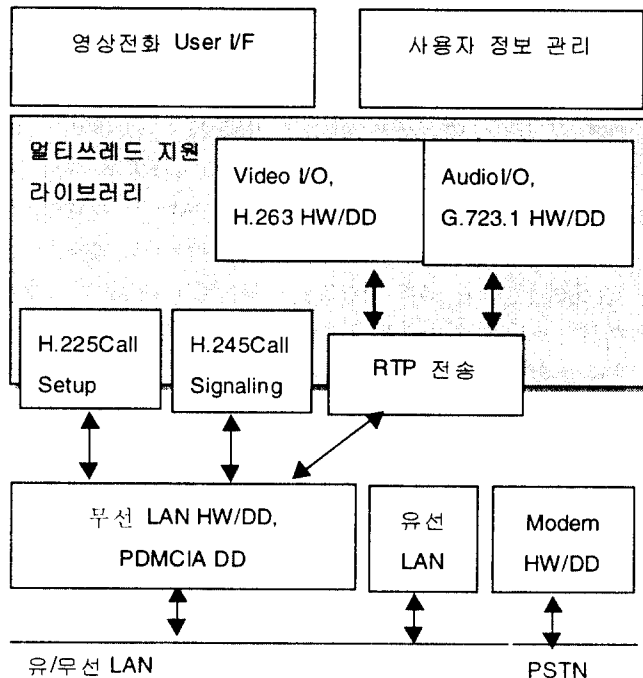 영상전화 User I/F
사용자 정보 관리
멀티쓰레드 지원
라이브러리
Video I/O,
H.263 HW/DD
AudioI/O,
G.723.1 HW/DD
H.225Call
Setup
H.245Call
Signaling
RTP 전송
무선 LAN HW/DD,
PDMCIA DD
유선
LAN
Modem
HW/DD
유/무선 LAN
PSTN